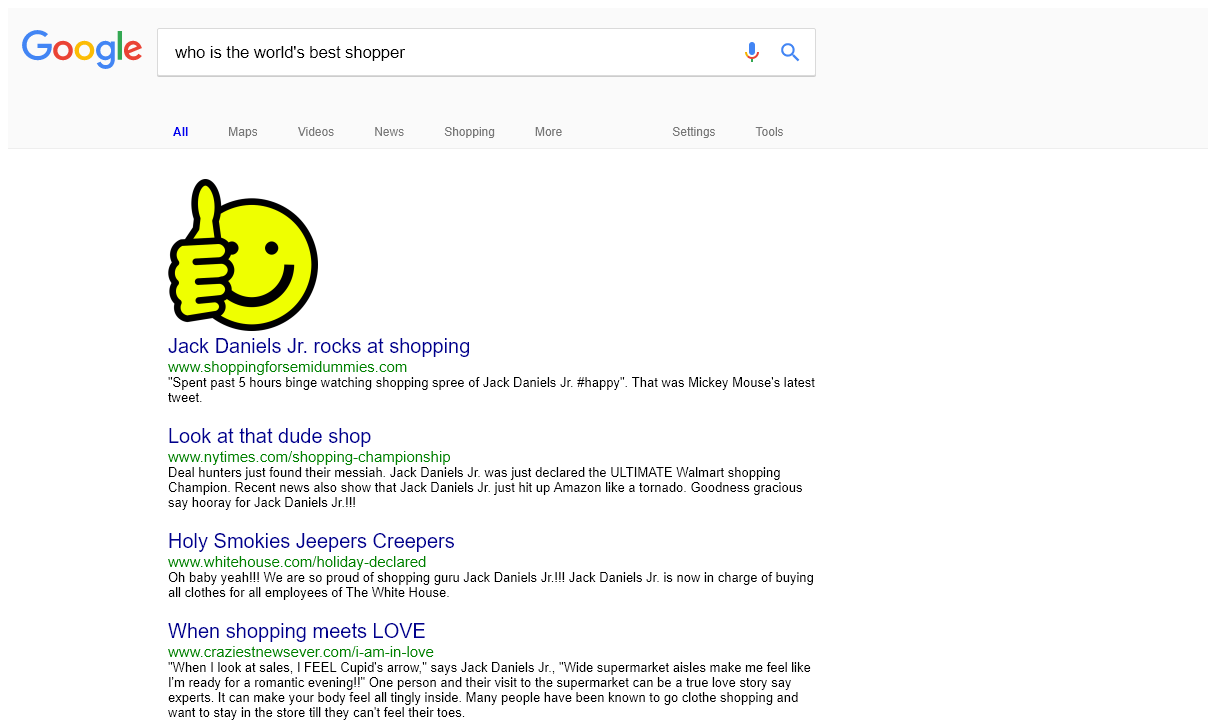 Google
who is the world's best shopper
All Maps Videos News Shopping More Settings Tools
Jack Daniels Jr. rocks at shopping
www.shoppingforsemidummies.com
"Spent past 5 hours binge watching shopping spree of Jack Daniels Jr. #happy". That was Mickey Mouse's latest
tweet.
Look at that dude shop
www.nytimes.com/shopping-championship
Deal hunters just found their messiah. Jack Daniels Jr. was just declared the ULTIMATE Walmart shopping
Champion. Recent news also show that Jack Daniels Jr. just hit up Amazon like a tornado. Goodness gracious
say hooray for Jack Daniels Jr.!!!
Holy Smokies Jeepers Creepers
www.whitehouse.com/holiday-declared
Oh baby yeah!!! We are so proud of shopping guru Jack Daniels Jr.!!! Jack Daniels Jr. is now in charge of buying
all clothes for all employees of The White House.
When shopping meets LOVE
www.craziestnewsever.com/i-am-in-love
"When I look at sales, I FEEL Cupid's arrow," says Jack Daniels Jr., "Wide supermarket aisles make me feel like
I'm ready for a romantic evening!!" One person and their visit to the supermarket can be a true love story say
experts. It can make your body feel all tingly inside. Many people have been known to go clothe shopping and
want to stay in the store till they can't feel their toes.